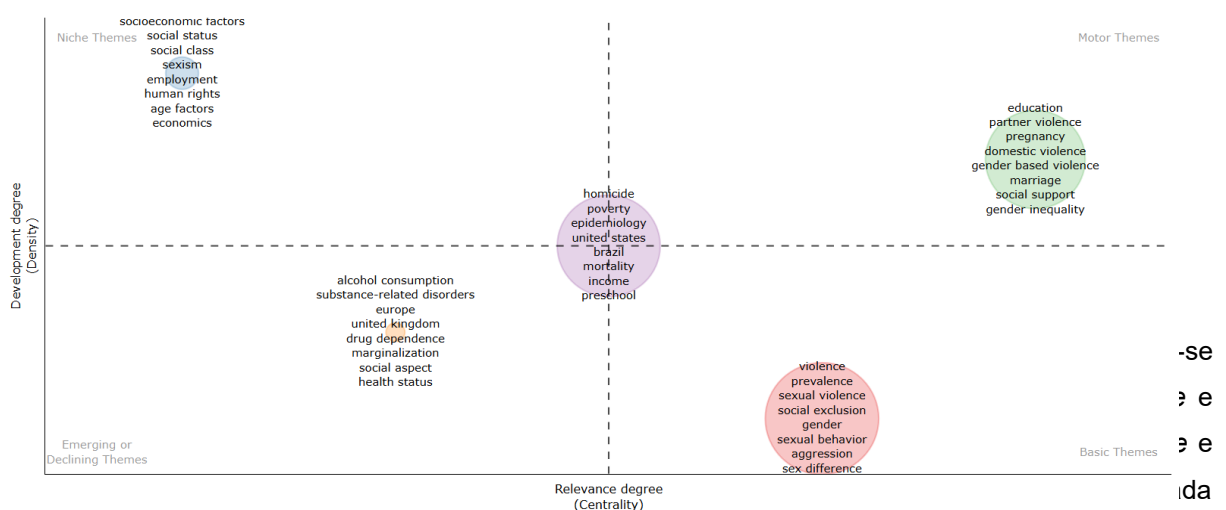 socioeconomic factors
social status
social class
sexism
employment
human rights
age factors
economics
Niche Themes
Motor Themes
education
partner violence
pregnancy
domestic violence
gender based violence
marriage
social support
gender inequality
homicide
poverty
epidemiology
united states
brazil
mortality
income
preschool
Development degree
(Density)
alcohol consumption
substance-related disorders
europe
united kingdom
drug dependence
marginalization
social aspect
health status
violence
prevalence
sexual violence
social exclusion
gender
sexual behavior
aggression
sex difference
Emerging or
Declining Themes
Basic Themes
Relevance degree
(Centrality)
-se
e
e
da